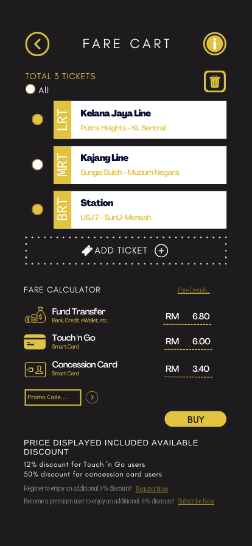 FARE CART
i
TOTAL 3 TICKETS
All
LRT
Kelana Jaya Line
Putra Heights - KL Sentral
MRT
Kajang Line
Sungai Buloh - Muzium Negara
BRT
Station
USJ 7 - SunU-Monash
ADD TICKET
FARE CALCULATOR
Fare Details...
Fund Transfer
Bank, Credit, eWallet, etc.
RM 6.80
Touch 'n Go
Smart Card
RM 6.00
Concession Card
Smart Card
RM 3.40
Promo Code...
BUY
PRICE DISPLAYED INCLUDED AVAILABLE
DISCOUNT
12% discount for Touch 'n Go users
50% discount for concession card users
Register to enjoy an additional 5% discount! Register Now
Become a premium user to enjoy an additional 6% discount! Subscribe Now